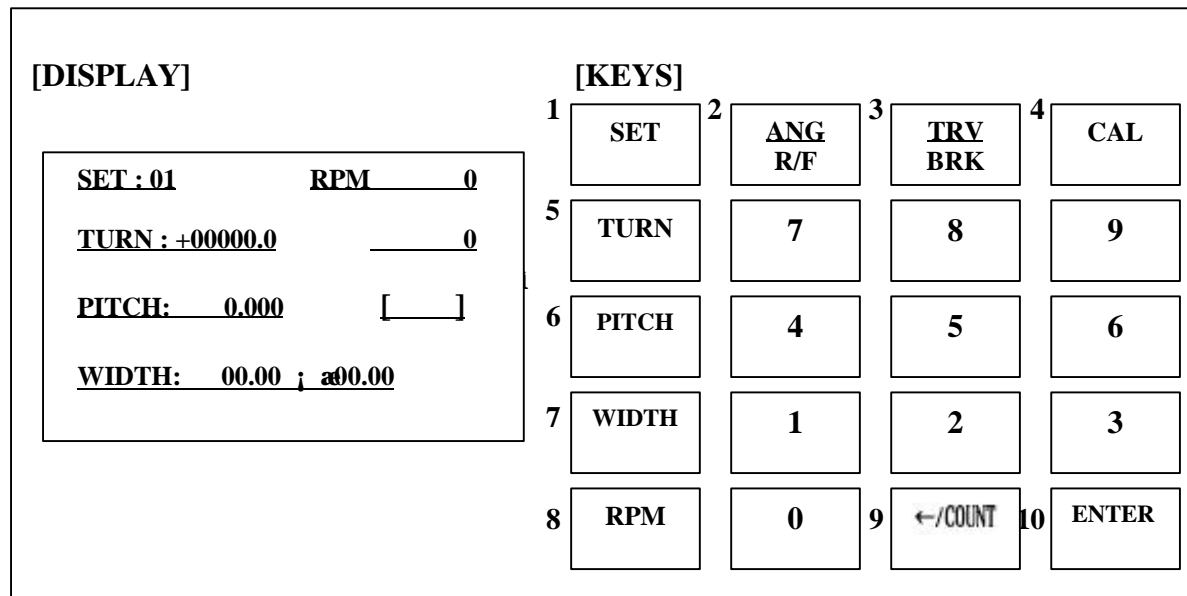 [DISPLAY]
SET : 01 RPM 0
TURN : +00000.0 0
PITCH: 0.000 [ ]
WIDTH: 00.00 ¡ 00.00
[KEYS]
1 SET 2 ANG R/F 3 TRV BRK 4 CAL
5 TURN 7 8 9
6 PITCH 4 5 6
7 WIDTH 1 2 3
8 RPM 0 9 ←/COUNT 10 ENTER